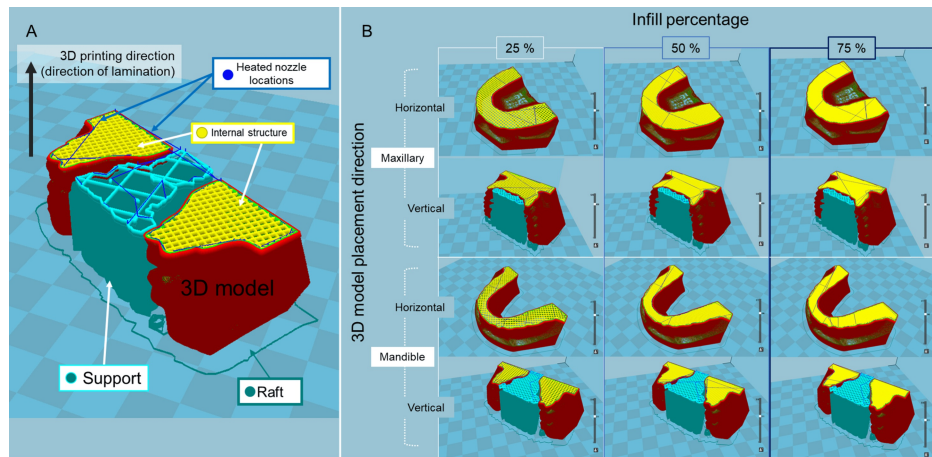 A
3D printing direction
(direction of lamination)
Heated nozzle
locations
Internal structure
3D model
Support
Raft
B
Infill percentage
25 %
50 %
75 %
3D model placement direction
Horizontal
Maxillary
Vertical
Horizontal
Mandible
Vertical